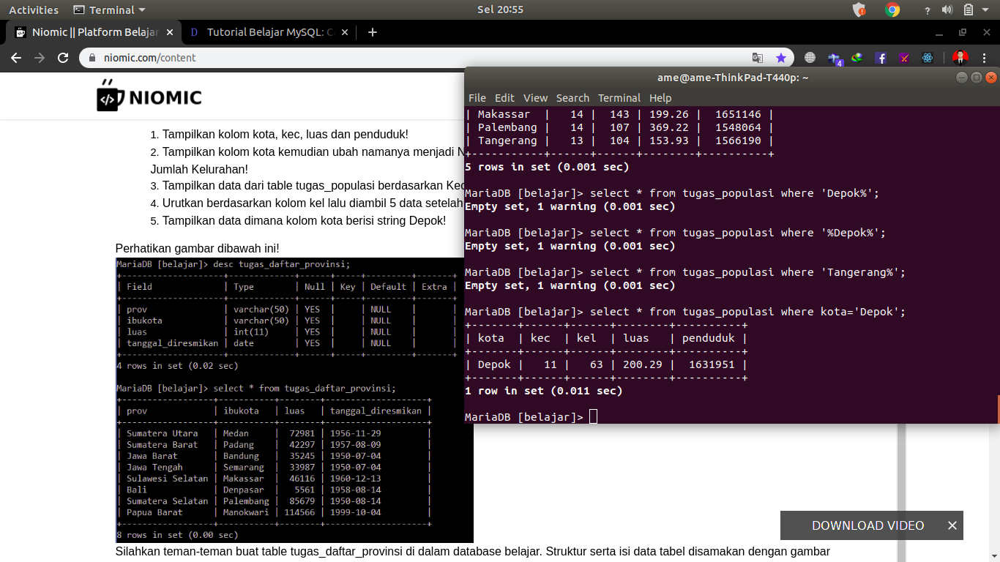 Activities Terminal Sel 20:55 ?
Niomic || Platform Belajar × D Tutorial Belajar MySQL: C × +
niomic.com/content 4
</> NIOMIC
1. Tampilkan kolom kota, kec, luas dan penduduk!
2. Tampilkan kolom kota kemudian ubah namanya menjadi N
Jumlah Kelurahan!
3. Tampilkan data dari table tugas_populasi berdasarkan Kec
4. Urutkan berdasarkan kolom kel lalu diambil 5 data setelah
5. Tampilkan data dimana kolom kota berisi string Depok!
Perhatikan gambar dibawah ini!
MariaDB [belajar]> desc tugas_daftar_provinsi;
+-------------------+-------------+------+-----+---------+-------+
| Field | Type | Null | Key | Default | Extra |
+-------------------+-------------+------+-----+---------+-------+
| prov | varchar(50) | YES | | NULL | |
| ibukota | varchar(50) | YES | | NULL | |
| luas | int(11) | YES | | NULL | |
| tanggal_diresmikan | date | YES | | NULL | |
+-------------------+-------------+------+-----+---------+-------+
4 rows in set (0.02 sec)
MariaDB [belajar]> select * from tugas_daftar_provinsi;
+------------------+-----------+--------+--------------------+
| prov | ibukota | luas | tanggal_diresmikan |
+------------------+-----------+--------+--------------------+
| Sumatera Utara | Medan | 72981 | 1956-11-29 |
| Sumatera Barat | Padang | 42297 | 1957-08-09 |
| Jawa Barat | Bandung | 35245 | 1950-07-04 |
| Jawa Tengah | Semarang | 33987 | 1950-07-04 |
| Sulawesi Selatan | Makassar | 46116 | 1960-12-13 |
| Bali | Denpasar | 5561 | 1958-08-14 |
| Sumatera Selatan | Palembang | 85679 | 1950-08-14 |
| Papua Barat | Manokwari | 114566 | 1999-10-04 |
+------------------+-----------+--------+--------------------+
8 rows in set (0.00 sec)
Silahkan teman-teman buat table tugas_daftar_provinsi di dalam database belajar. Struktur serta isi data tabel disamakan dengan gambar
ame@ame-ThinkPad-T440p: ~
File Edit View Search Terminal Help
| Makassar | 14 | 143 | 199.26 | 1651146 |
| Palembang | 14 | 107 | 369.22 | 1548064 |
| Tangerang | 13 | 104 | 153.93 | 1566190 |
+-----------+------+------+--------+----------+
5 rows in set (0.001 sec)
MariaDB [belajar]> select * from tugas_populasi where 'Depok%';
Empty set, 1 warning (0.001 sec)
MariaDB [belajar]> select * from tugas_populasi where '%Depok%';
Empty set, 1 warning (0.001 sec)
MariaDB [belajar]> select * from tugas_populasi where 'Tangerang%';
Empty set, 1 warning (0.001 sec)
MariaDB [belajar]> select * from tugas_populasi where kota='Depok';
+-------+------+------+--------+----------+
| kota | kec | kel | luas | penduduk |
+-------+------+------+--------+----------+
| Depok | 11 | 63 | 200.29 | 1631951 |
+-------+------+------+--------+----------+
1 row in set (0.011 sec)
MariaDB [belajar]>
DOWNLOAD VIDEO ×